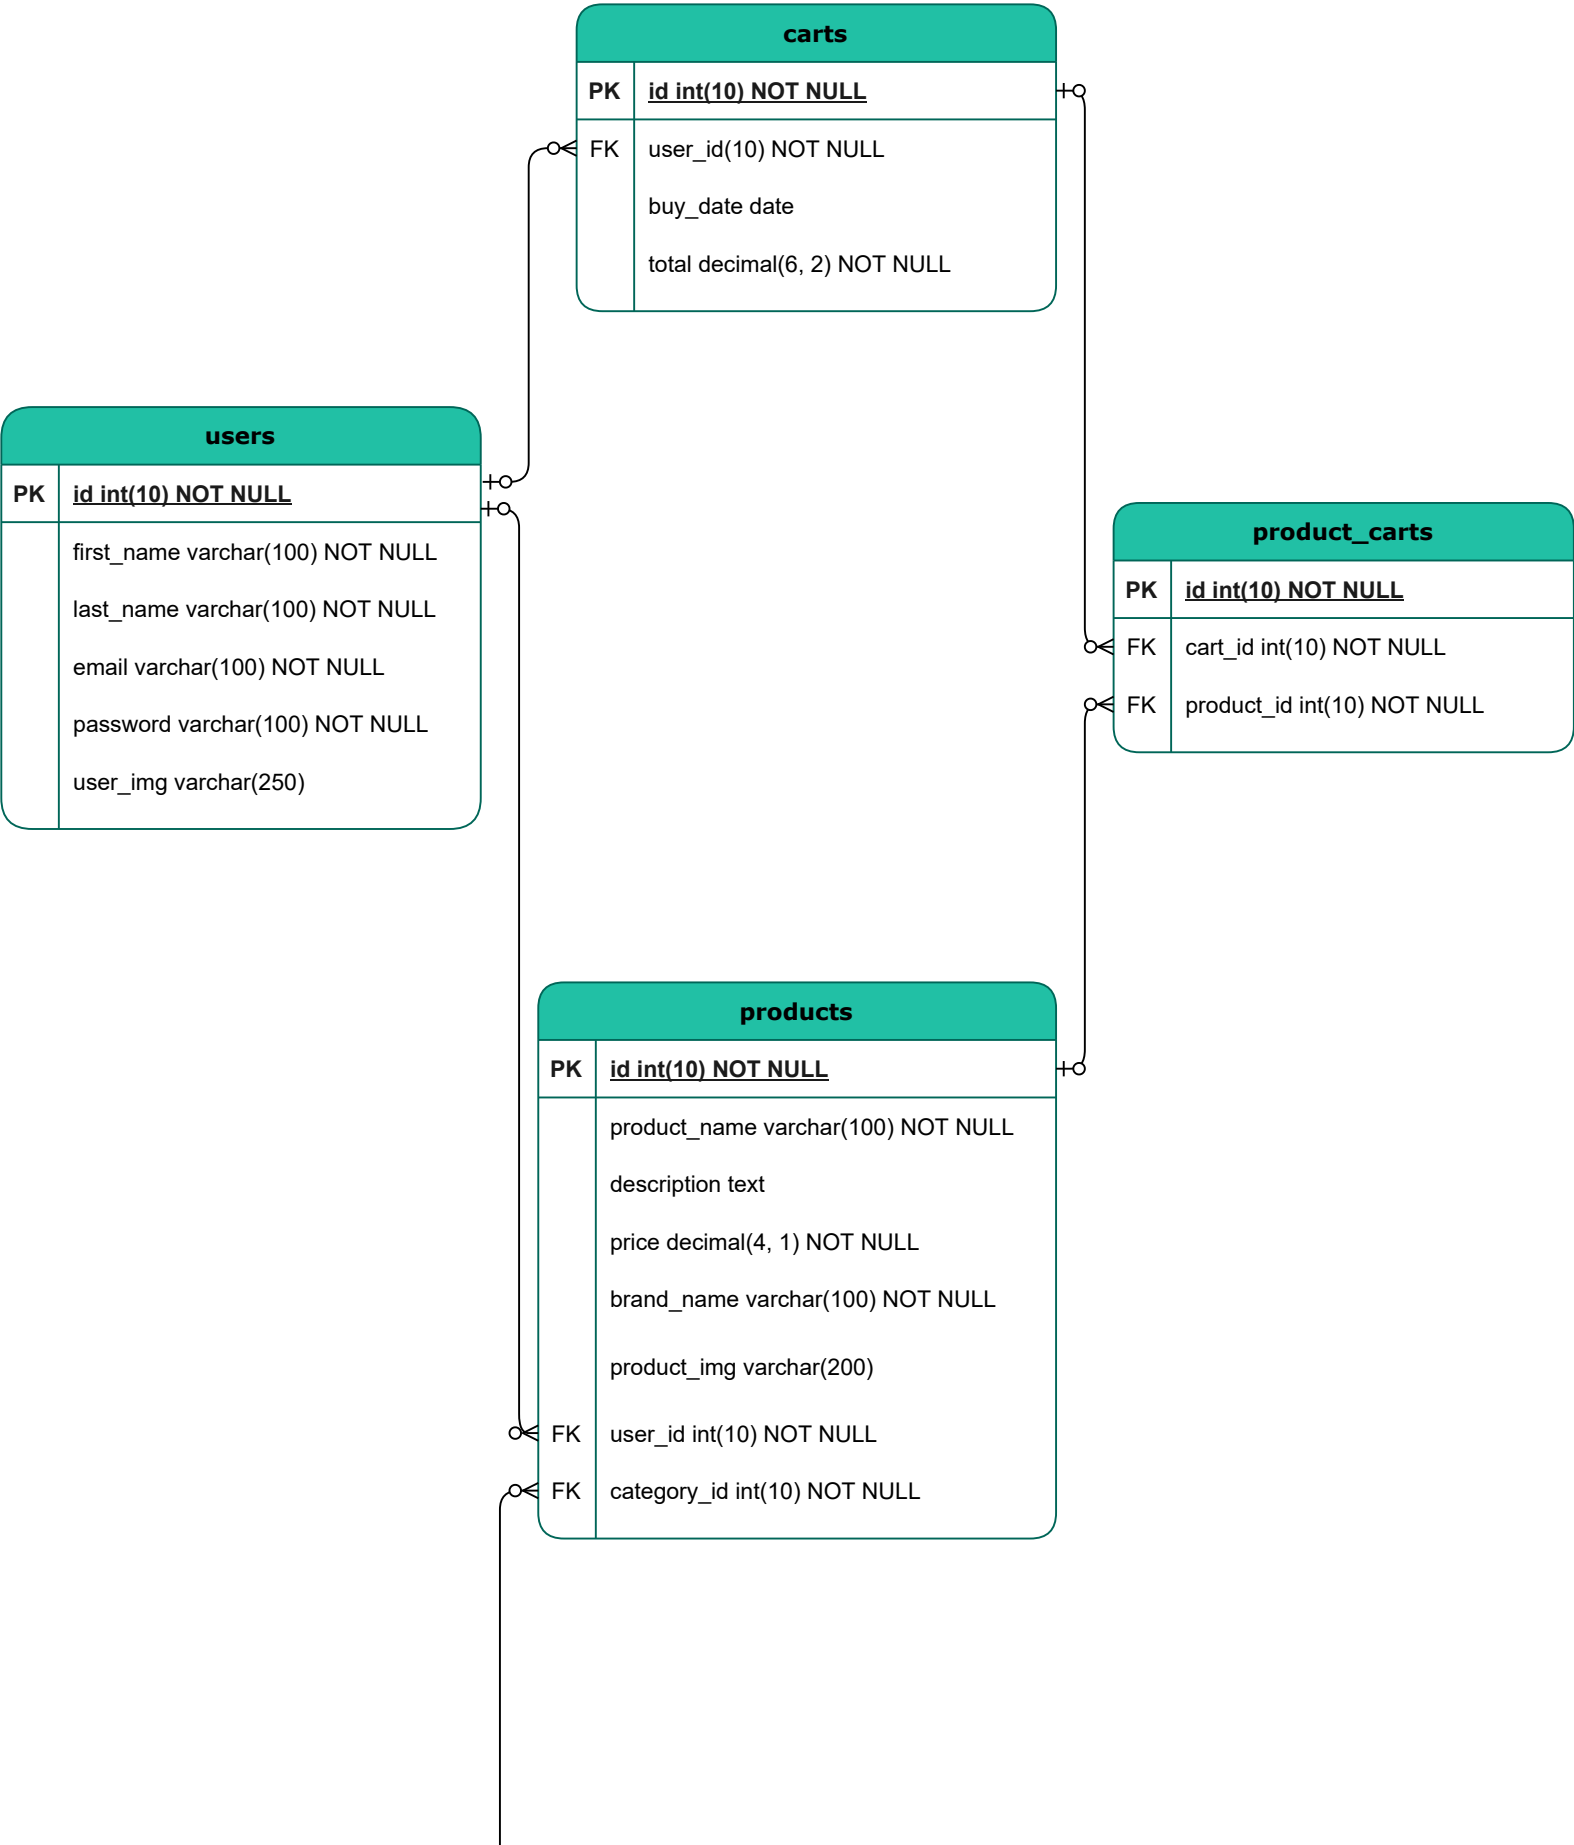 carts
PK id int(10) NOT NULL
FK user_id(10) NOT NULL
buy_date date
total decimal(6, 2) NOT NULL
users
PK id int(10) NOT NULL
first_name varchar(100) NOT NULL
last_name varchar(100) NOT NULL
email varchar(100) NOT NULL
password varchar(100) NOT NULL
user_img varchar(250)
product_carts
PK id int(10) NOT NULL
FK cart_id int(10) NOT NULL
FK product_id int(10) NOT NULL
products
PK id int(10) NOT NULL
product_name varchar(100) NOT NULL
description text
price decimal(4, 1) NOT NULL
brand_name varchar(100) NOT NULL
product_img varchar(200)
FK user_id int(10) NOT NULL
FK category_id int(10) NOT NULL